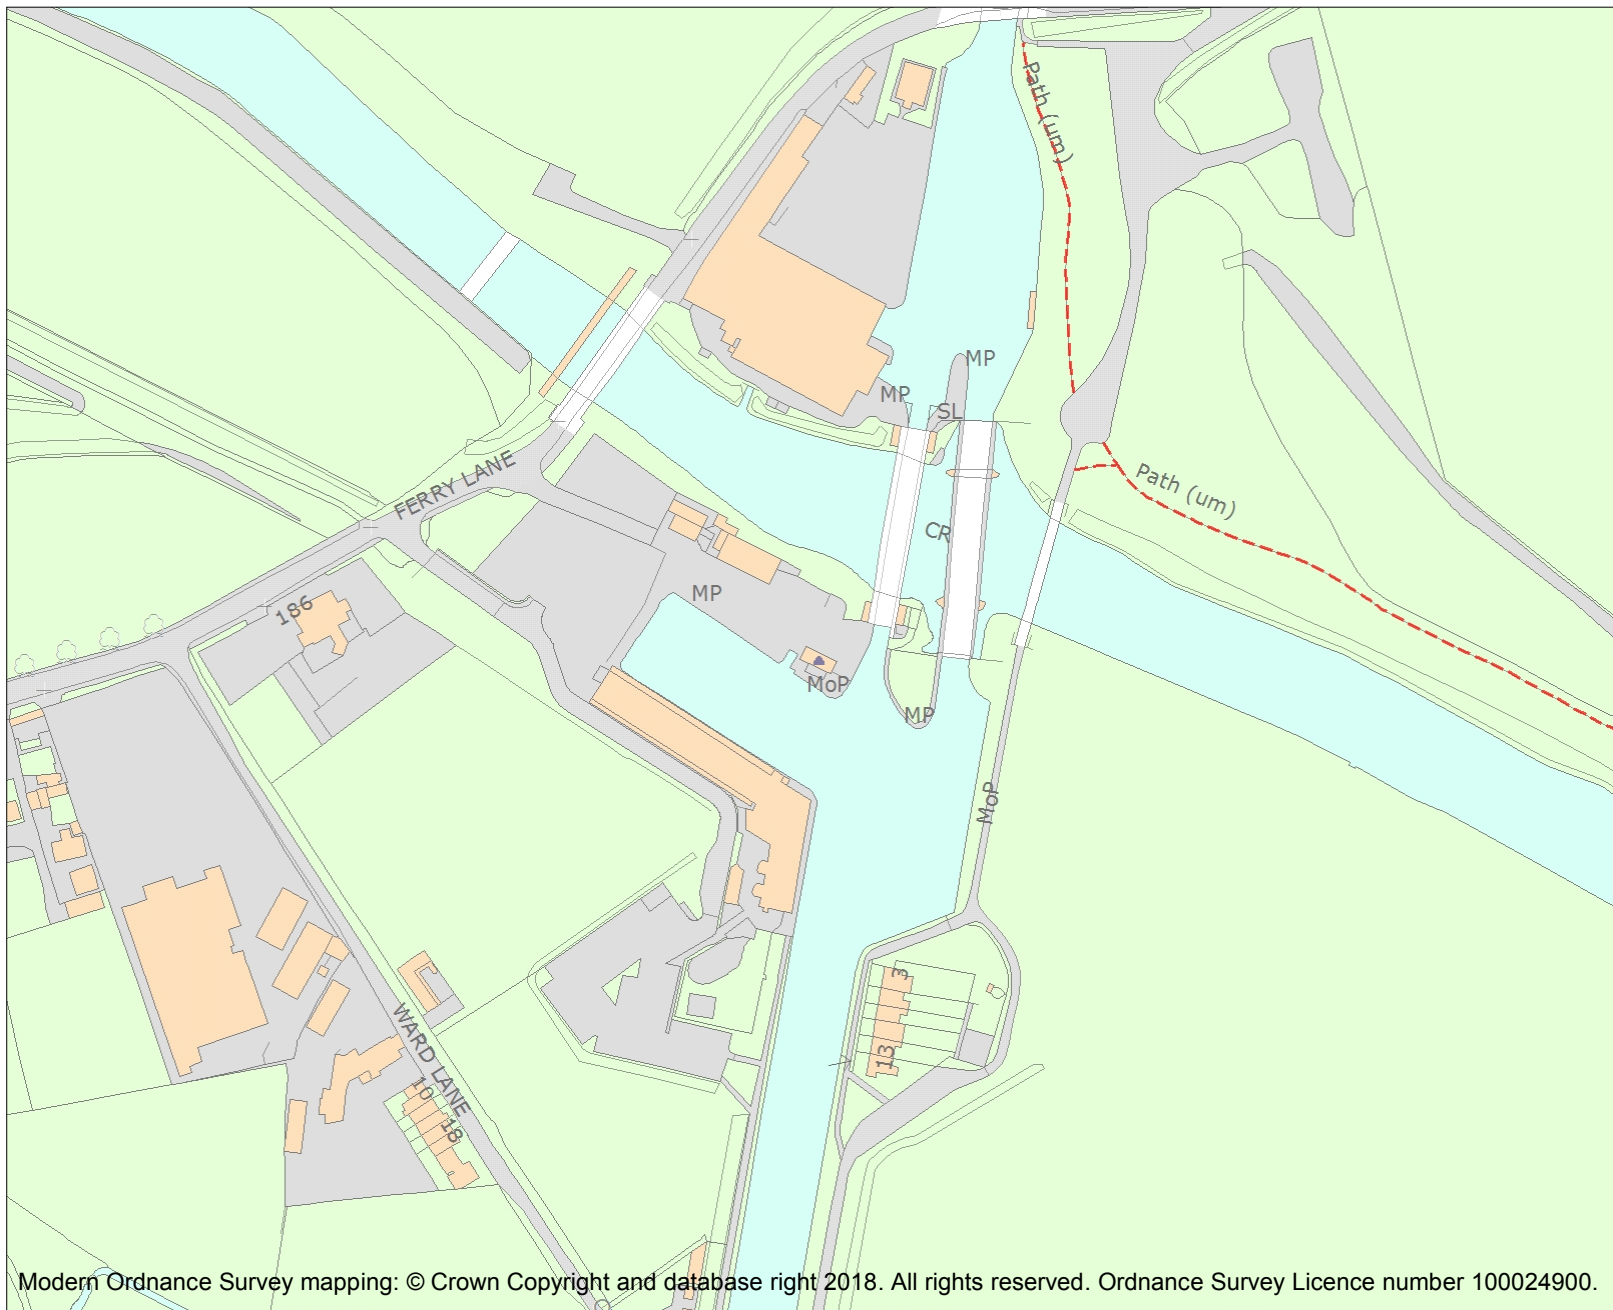 Path (um)
MP
MP
SL
FERRY LANE
Path (um)
CR
MP
186
MoP
MP
MoP
3
WARD LANE
13
10
18
Modern Ordnance Survey mapping: © Crown Copyright and database right 2018. All rights reserved. Ordnance Survey Licence number 100024900.